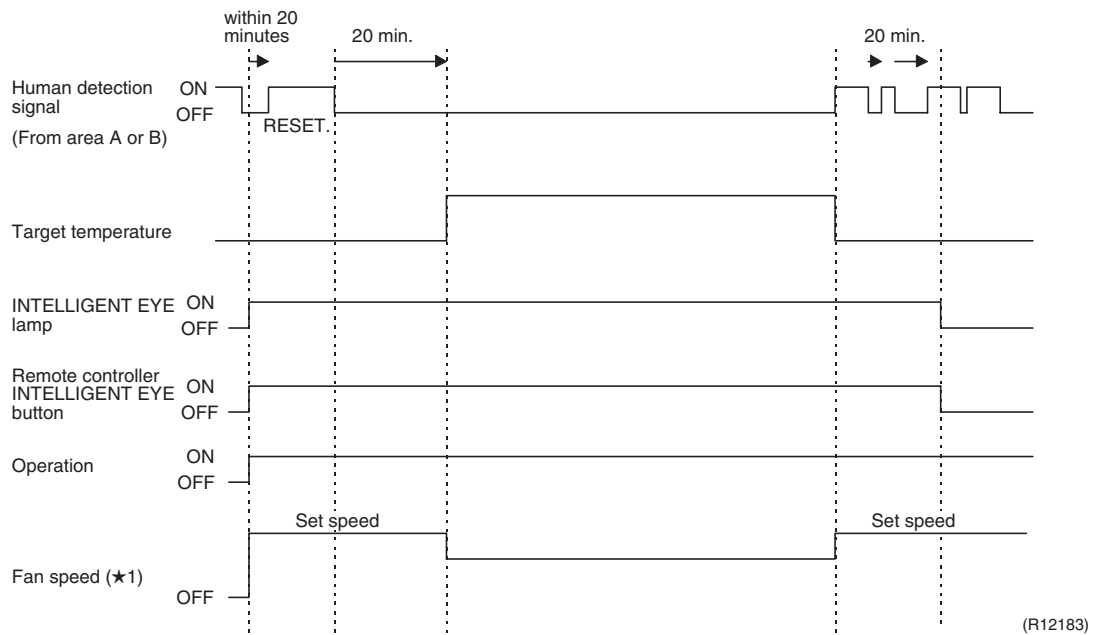 within 20
minutes
20 min.
20 min.
Human detection
signal
(From area A or B)
ON
OFF
RESET.
Target temperature
INTELLIGENT EYE
lamp
ON
OFF
Remote controller
INTELLIGENT EYE
button
ON
OFF
Operation
ON
OFF
Set speed
Set speed
Fan speed (★1)
OFF
(R12183)